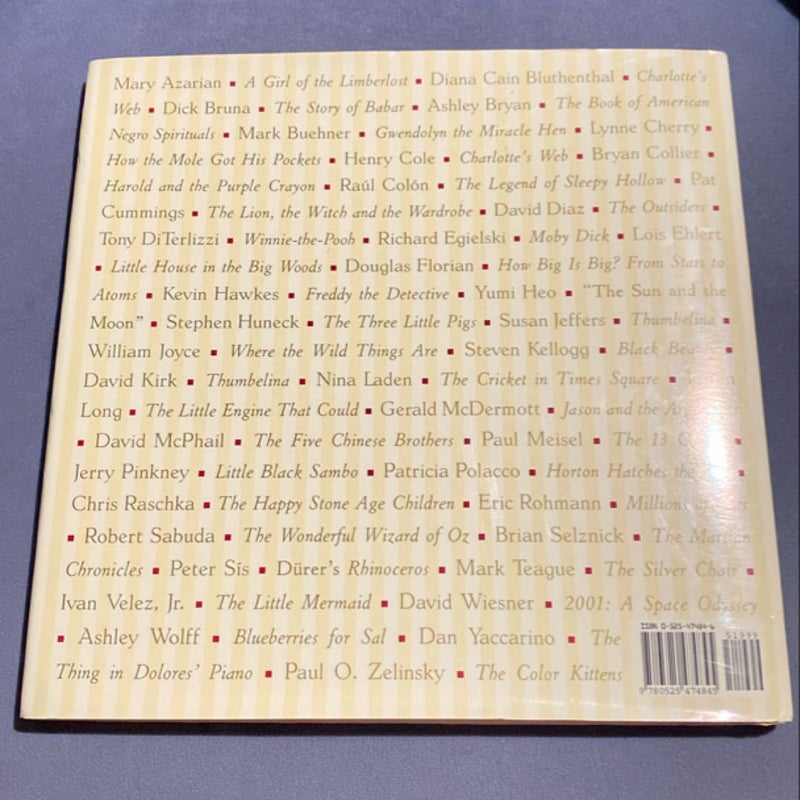 Mary Azarian ▪ A Girl of the Limberlost ▪ Diana Cain Bluthenthal ▪ Charlotte's
Web ▪ Dick Bruna ▪ The Story of Babar ▪ Ashley Bryan ▪ The Book of American
Negro Spirituals ▪ Mark Buehner ▪ Gwendolyn the Miracle Hen ▪ Lynne Cherry ▪
How the Mole Got His Pockets ▪ Henry Cole ▪ Charlotte's Web ▪ Bryan Collier ▪
Harold and the Purple Crayon ▪ Raúl Colón ▪ The Legend of Sleepy Hollow ▪ Pat
Cummings ▪ The Lion, the Witch and the Wardrobe ▪ David Diaz ▪ The Outsiders ▪
Tony DiTerlizzi ▪ Winnie-the-Pooh ▪ Richard Egielski ▪ Moby Dick ▪ Lois Ehlert
▪ Little House in the Big Woods ▪ Douglas Florian ▪ How Big Is Big? From Stars to
Atoms ▪ Kevin Hawkes ▪ Freddy the Detective ▪ Yumi Heo ▪ "The Sun and the
Moon" ▪ Stephen Huneck ▪ The Three Little Pigs ▪ Susan Jeffers ▪ Thumbelina ▪
William Joyce ▪ Where the Wild Things Are ▪ Steven Kellogg ▪ Black ▪
David Kirk ▪ Thumbelina ▪ Nina Laden ▪ The Cricket in Times Square ▪
Long ▪ The Little Engine That Could ▪ Gerald McDermott ▪ Jason and the
▪ David McPhail ▪ The Five Chinese Brothers ▪ Paul Meisel ▪ The 13 ▪
Jerry Pinkney ▪ Little Black Sambo ▪ Patricia Polacco ▪ Horton Hatches the ▪
Chris Raschka ▪ The Happy Stone Age Children ▪ Eric Rohmann ▪ Millions of
▪ Robert Sabuda ▪ The Wonderful Wizard of Oz ▪ Brian Selznick ▪ The Martian
Chronicles ▪ Peter Sís ▪ Dürer's Rhinoceros ▪ Mark Teague ▪ The Silver Chair ▪
Ivan Velez, Jr. ▪ The Little Mermaid ▪ David Wiesner ▪ 2001: A Space Odyssey
▪ Ashley Wolff ▪ Blueberries for Sal ▪ Dan Yaccarino ▪ The
Thing in Dolores' Piano ▪ Paul O. Zelinsky ▪ The Color Kittens
ISBN 0-525-47484-6
51999
9 780525 474845